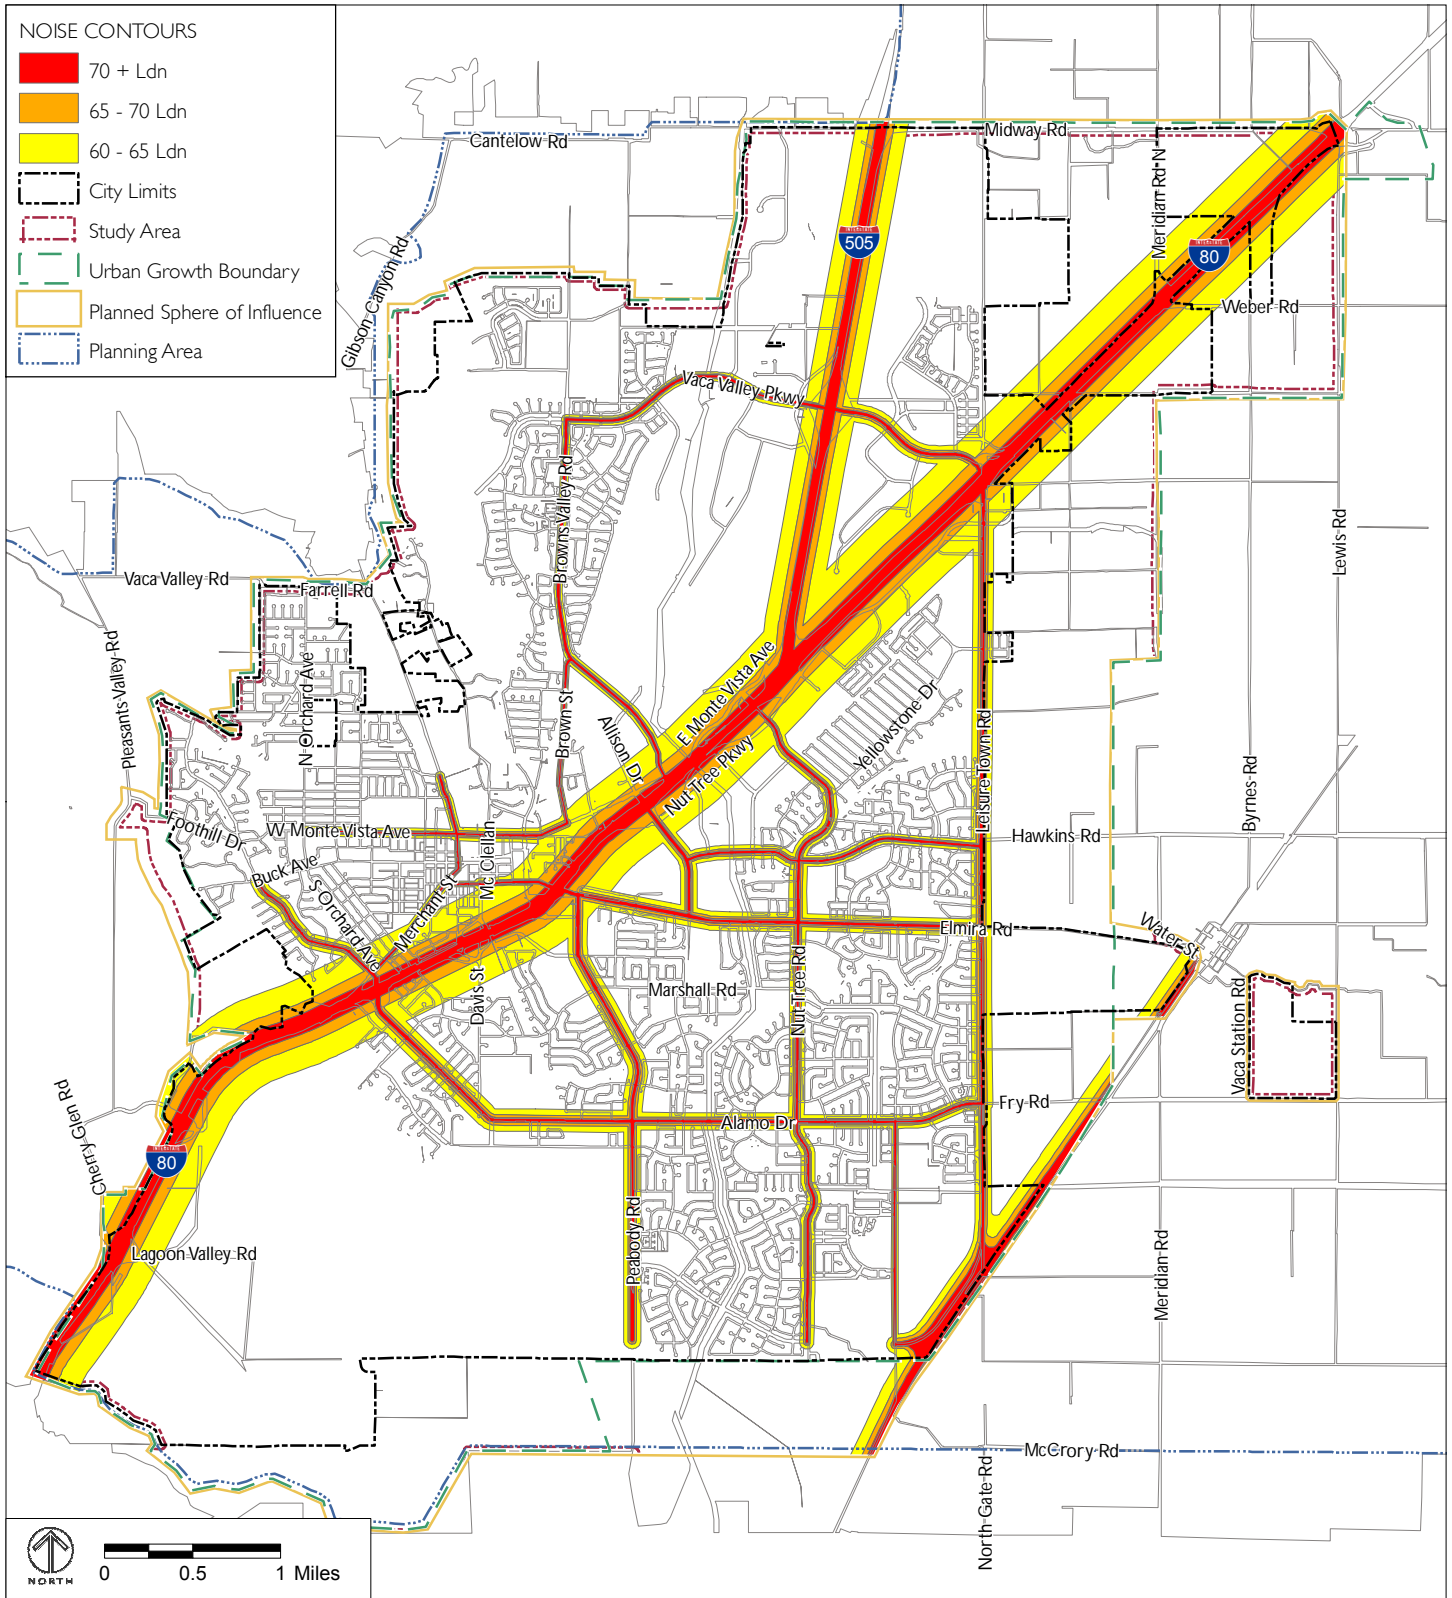 NOISE CONTOURS
70 + Ldn
65 - 70 Ldn
60 - 65 Ldn
City Limits
Study Area
Urban Growth Boundary
Planned Sphere of Influence
Planning Area
Cantelow Rd
Midway Rd
Meridian Rd N
Gibson Canyon Rd
INTERSTATE
505
INTERSTATE
80
Weber Rd
Vaca Valley Pkwy
Browns Valley Rd
Lewis Rd
Vaca Valley Rd
Farrell Rd
Pleasants Valley Rd
N Orchard Ave
Brown St
Allison Dr
E Monte Vista Ave
Nut Tree Pkwy
Yellowstone Dr
Leisure Town Rd
Byrnes Rd
Foothill Dr
W Monte Vista Ave
Mc Clellan
Hawkins Rd
Buck Ave
S Orchard Ave
Merchant St
Elmira Rd
Water St
Davis St
Marshall Rd
Nut Tree Rd
Vaca Station Rd
Cherry Glen Rd
Fry Rd
Alamo Dr
INTERSTATE
80
Peabody Rd
Lagoon Valley Rd
Meridian Rd
McCrory Rd
North Gate Rd
NORTH
0 0.5 1 Miles